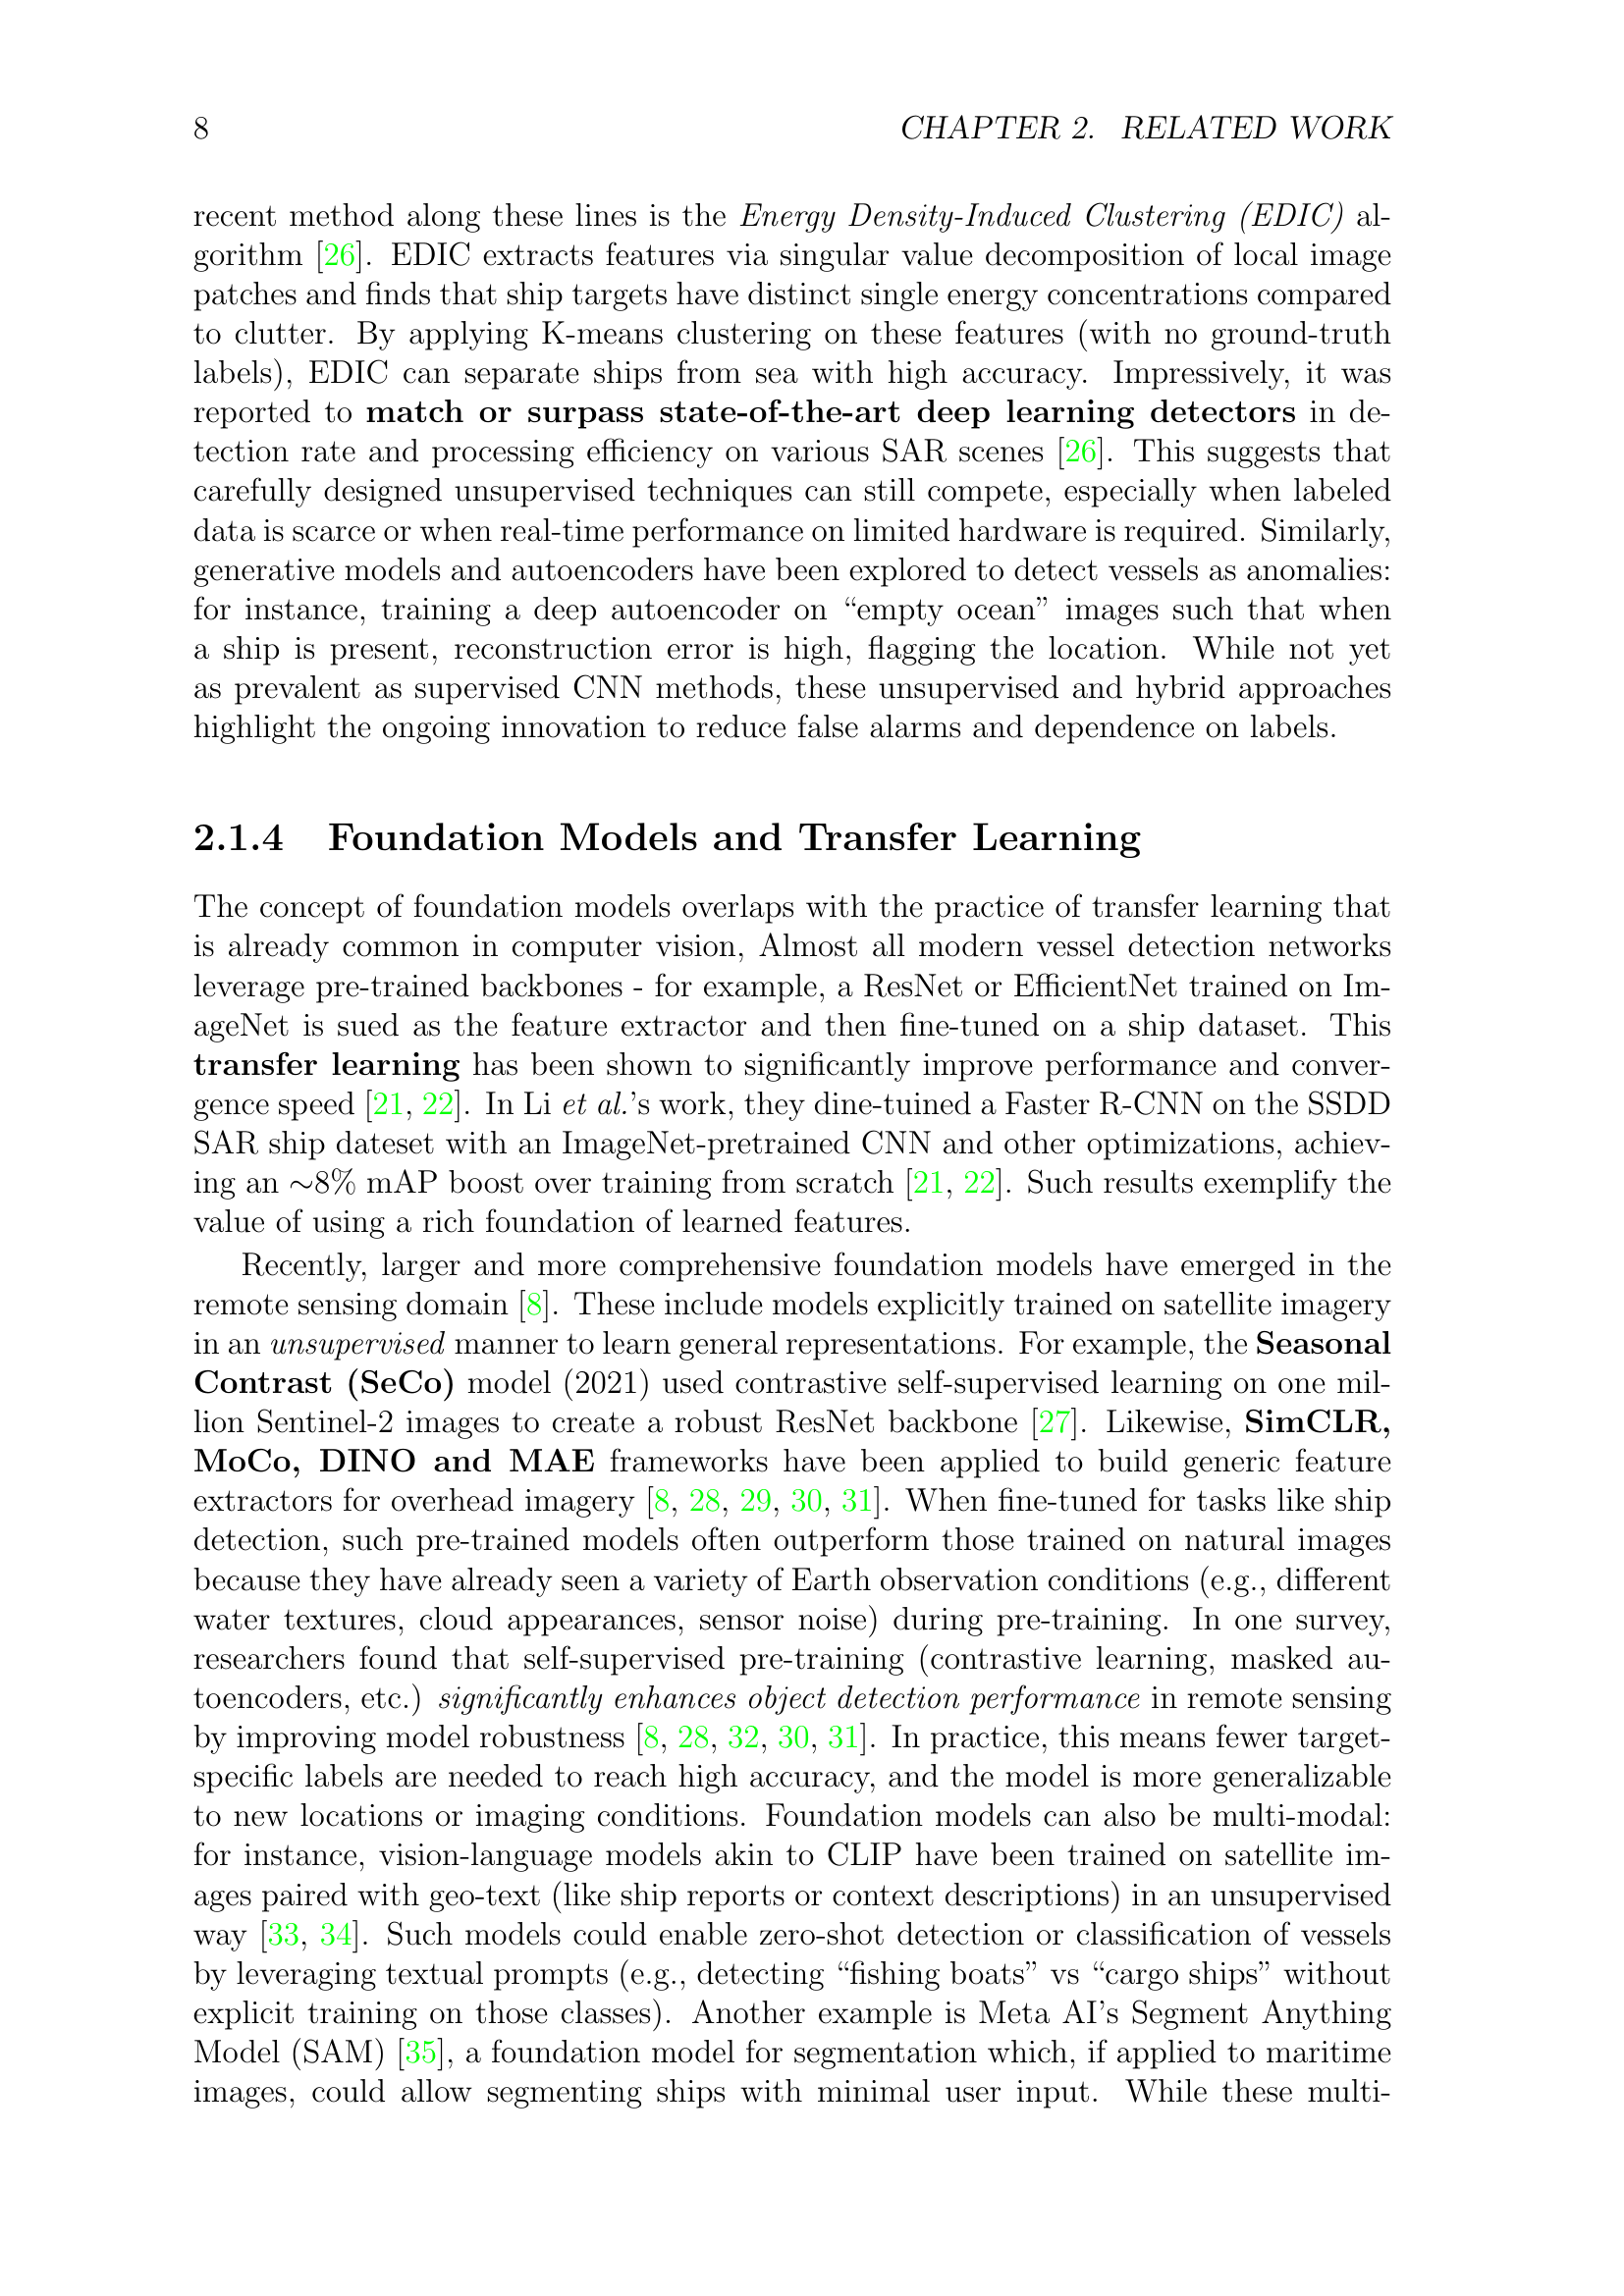 8 CHAPTER 2. RELATED WORK
recent method along these lines is the Energy Density-Induced Clustering (EDIC) al-
gorithm [26]. EDIC extracts features via singular value decomposition of local image
patches and finds that ship targets have distinct single energy concentrations compared
to clutter. By applying K-means clustering on these features (with no ground-truth
labels), EDIC can separate ships from sea with high accuracy. Impressively, it was
reported to match or surpass state-of-the-art deep learning detectors in de-
tection rate and processing efficiency on various SAR scenes [26]. This suggests that
carefully designed unsupervised techniques can still compete, especially when labeled
data is scarce or when real-time performance on limited hardware is required. Similarly,
generative models and autoencoders have been explored to detect vessels as anomalies:
for instance, training a deep autoencoder on “empty ocean” images such that when
a ship is present, reconstruction error is high, flagging the location. While not yet
as prevalent as supervised CNN methods, these unsupervised and hybrid approaches
highlight the ongoing innovation to reduce false alarms and dependence on labels.
2.1.4 Foundation Models and Transfer Learning
The concept of foundation models overlaps with the practice of transfer learning that
is already common in computer vision, Almost all modern vessel detection networks
leverage pre-trained backbones - for example, a ResNet or EfficientNet trained on Im-
ageNet is sued as the feature extractor and then fine-tuned on a ship dataset. This
transfer learning has been shown to significantly improve performance and conver-
gence speed [21, 22]. In Li et al.’s work, they dine-tuined a Faster R-CNN on the SSDD
SAR ship dateset with an ImageNet-pretrained CNN and other optimizations, achiev-
ing an ∼8% mAP boost over training from scratch [21, 22]. Such results exemplify the
value of using a rich foundation of learned features.
Recently, larger and more comprehensive foundation models have emerged in the
remote sensing domain [8]. These include models explicitly trained on satellite imagery
in an unsupervised manner to learn general representations. For example, the Seasonal
Contrast (SeCo) model (2021) used contrastive self-supervised learning on one mil-
lion Sentinel-2 images to create a robust ResNet backbone [27]. Likewise, SimCLR,
MoCo, DINO and MAE frameworks have been applied to build generic feature
extractors for overhead imagery [8, 28, 29, 30, 31]. When fine-tuned for tasks like ship
detection, such pre-trained models often outperform those trained on natural images
because they have already seen a variety of Earth observation conditions (e.g., different
water textures, cloud appearances, sensor noise) during pre-training. In one survey,
researchers found that self-supervised pre-training (contrastive learning, masked au-
toencoders, etc.) significantly enhances object detection performance in remote sensing
by improving model robustness [8, 28, 32, 30, 31]. In practice, this means fewer target-
specific labels are needed to reach high accuracy, and the model is more generalizable
to new locations or imaging conditions. Foundation models can also be multi-modal:
for instance, vision-language models akin to CLIP have been trained on satellite im-
ages paired with geo-text (like ship reports or context descriptions) in an unsupervised
way [33, 34]. Such models could enable zero-shot detection or classification of vessels
by leveraging textual prompts (e.g., detecting “fishing boats” vs “cargo ships” without
explicit training on those classes). Another example is Meta AI’s Segment Anything
Model (SAM) [35], a foundation model for segmentation which, if applied to maritime
images, could allow segmenting ships with minimal user input. While these multi-